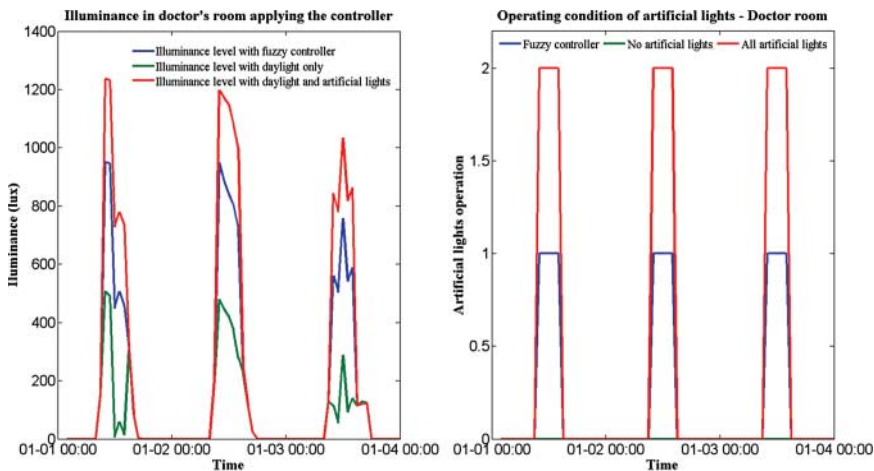 Illuminance in doctor's room applying the controller
1400
1200
1000
800
600
400
200
0
Illuminance (lux)
Illuminance level with fuzzy controller
Illuminance level with daylight only
Illuminance level with daylight and artificial lights
01-01 00:00
01-02 00:00
01-03 00:00
01-04 00:00
Time
Operating condition of artificial lights - Doctor room
2
1.5
1
0.5
0
Artificial lights operation
Fuzzy controller
No artificial lights
All artificial lights
01-01 00:00
01-02 00:00
01-03 00:00
01-04 00:00
Time